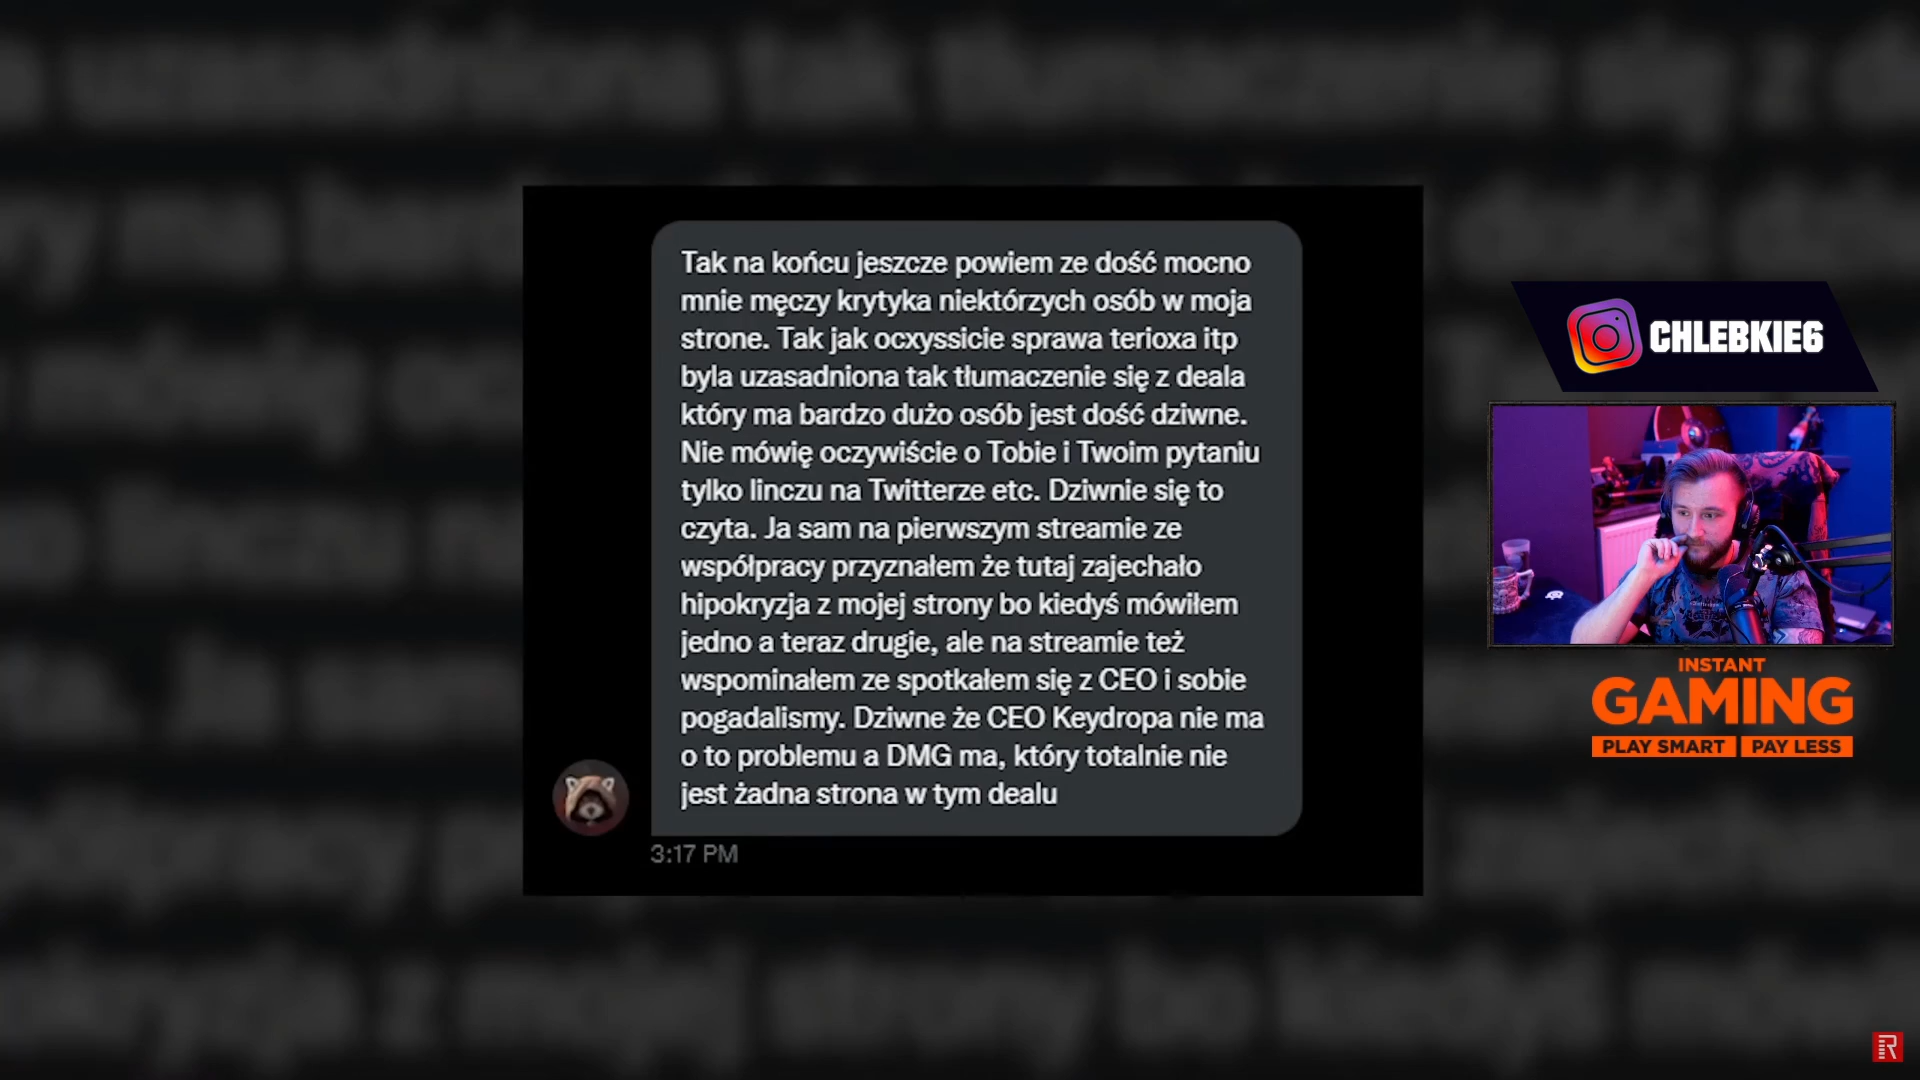 Tak na końcu jeszcze powiem ze dość mocno
mnie męczy krytyka niektórzych osób w moja
strone. Tak jak ocxyssicie sprawa terioxa itp
byla uzasadniona tak tłumaczenie się z deala
który ma bardzo dużo osób jest dość dziwne.
Nie mówię oczywiście o Tobie i Twoim pytaniu
tylko linczu na Twitterze etc. Dziwnie się to
czyta. Ja sam na pierwszym streamie ze
współpracy przyznałem że tutaj zajechało
hipokryzja z mojej strony bo kiedyś mówiłem
jedno a teraz drugie, ale na streamie też
wspominałem ze spotkałem się z CEO i sobie
pogadalismy. Dziwne że CEO Keydropa nie ma
o to problemu a DMG ma, który totalnie nie
jest żadna strona w tym dealu
3:17 PM
CHLEBKIE6
INSTANT
GAMING
PLAY SMART PAY LESS
R